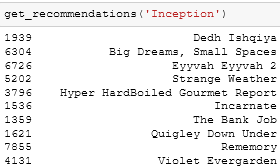 get_recommendations('Inception')
1939 Dedh Ishqiya
6304 Big Dreams, Small Spaces
6726 Eyyvah Eyyvah 2
5202 Strange Weather
3796 Hyper HardBoiled Gourmet Report
1536 Incarnate
1359 The Bank Job
1621 Quigley Down Under
7855 Rememory
4131 Violet Evergarden